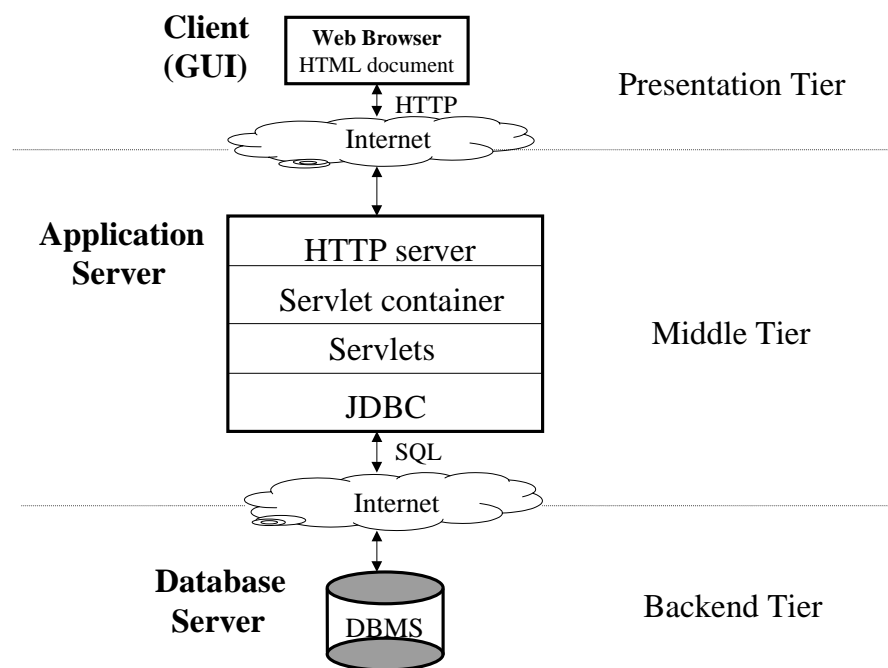 Client
(GUI)
Web Browser
HTML document
HTTP
Presentation Tier
Internet
Application
Server
HTTP server
Servlet container
Servlets
JDBC
Middle Tier
SQL
Internet
Database
Server
DBMS
Backend Tier